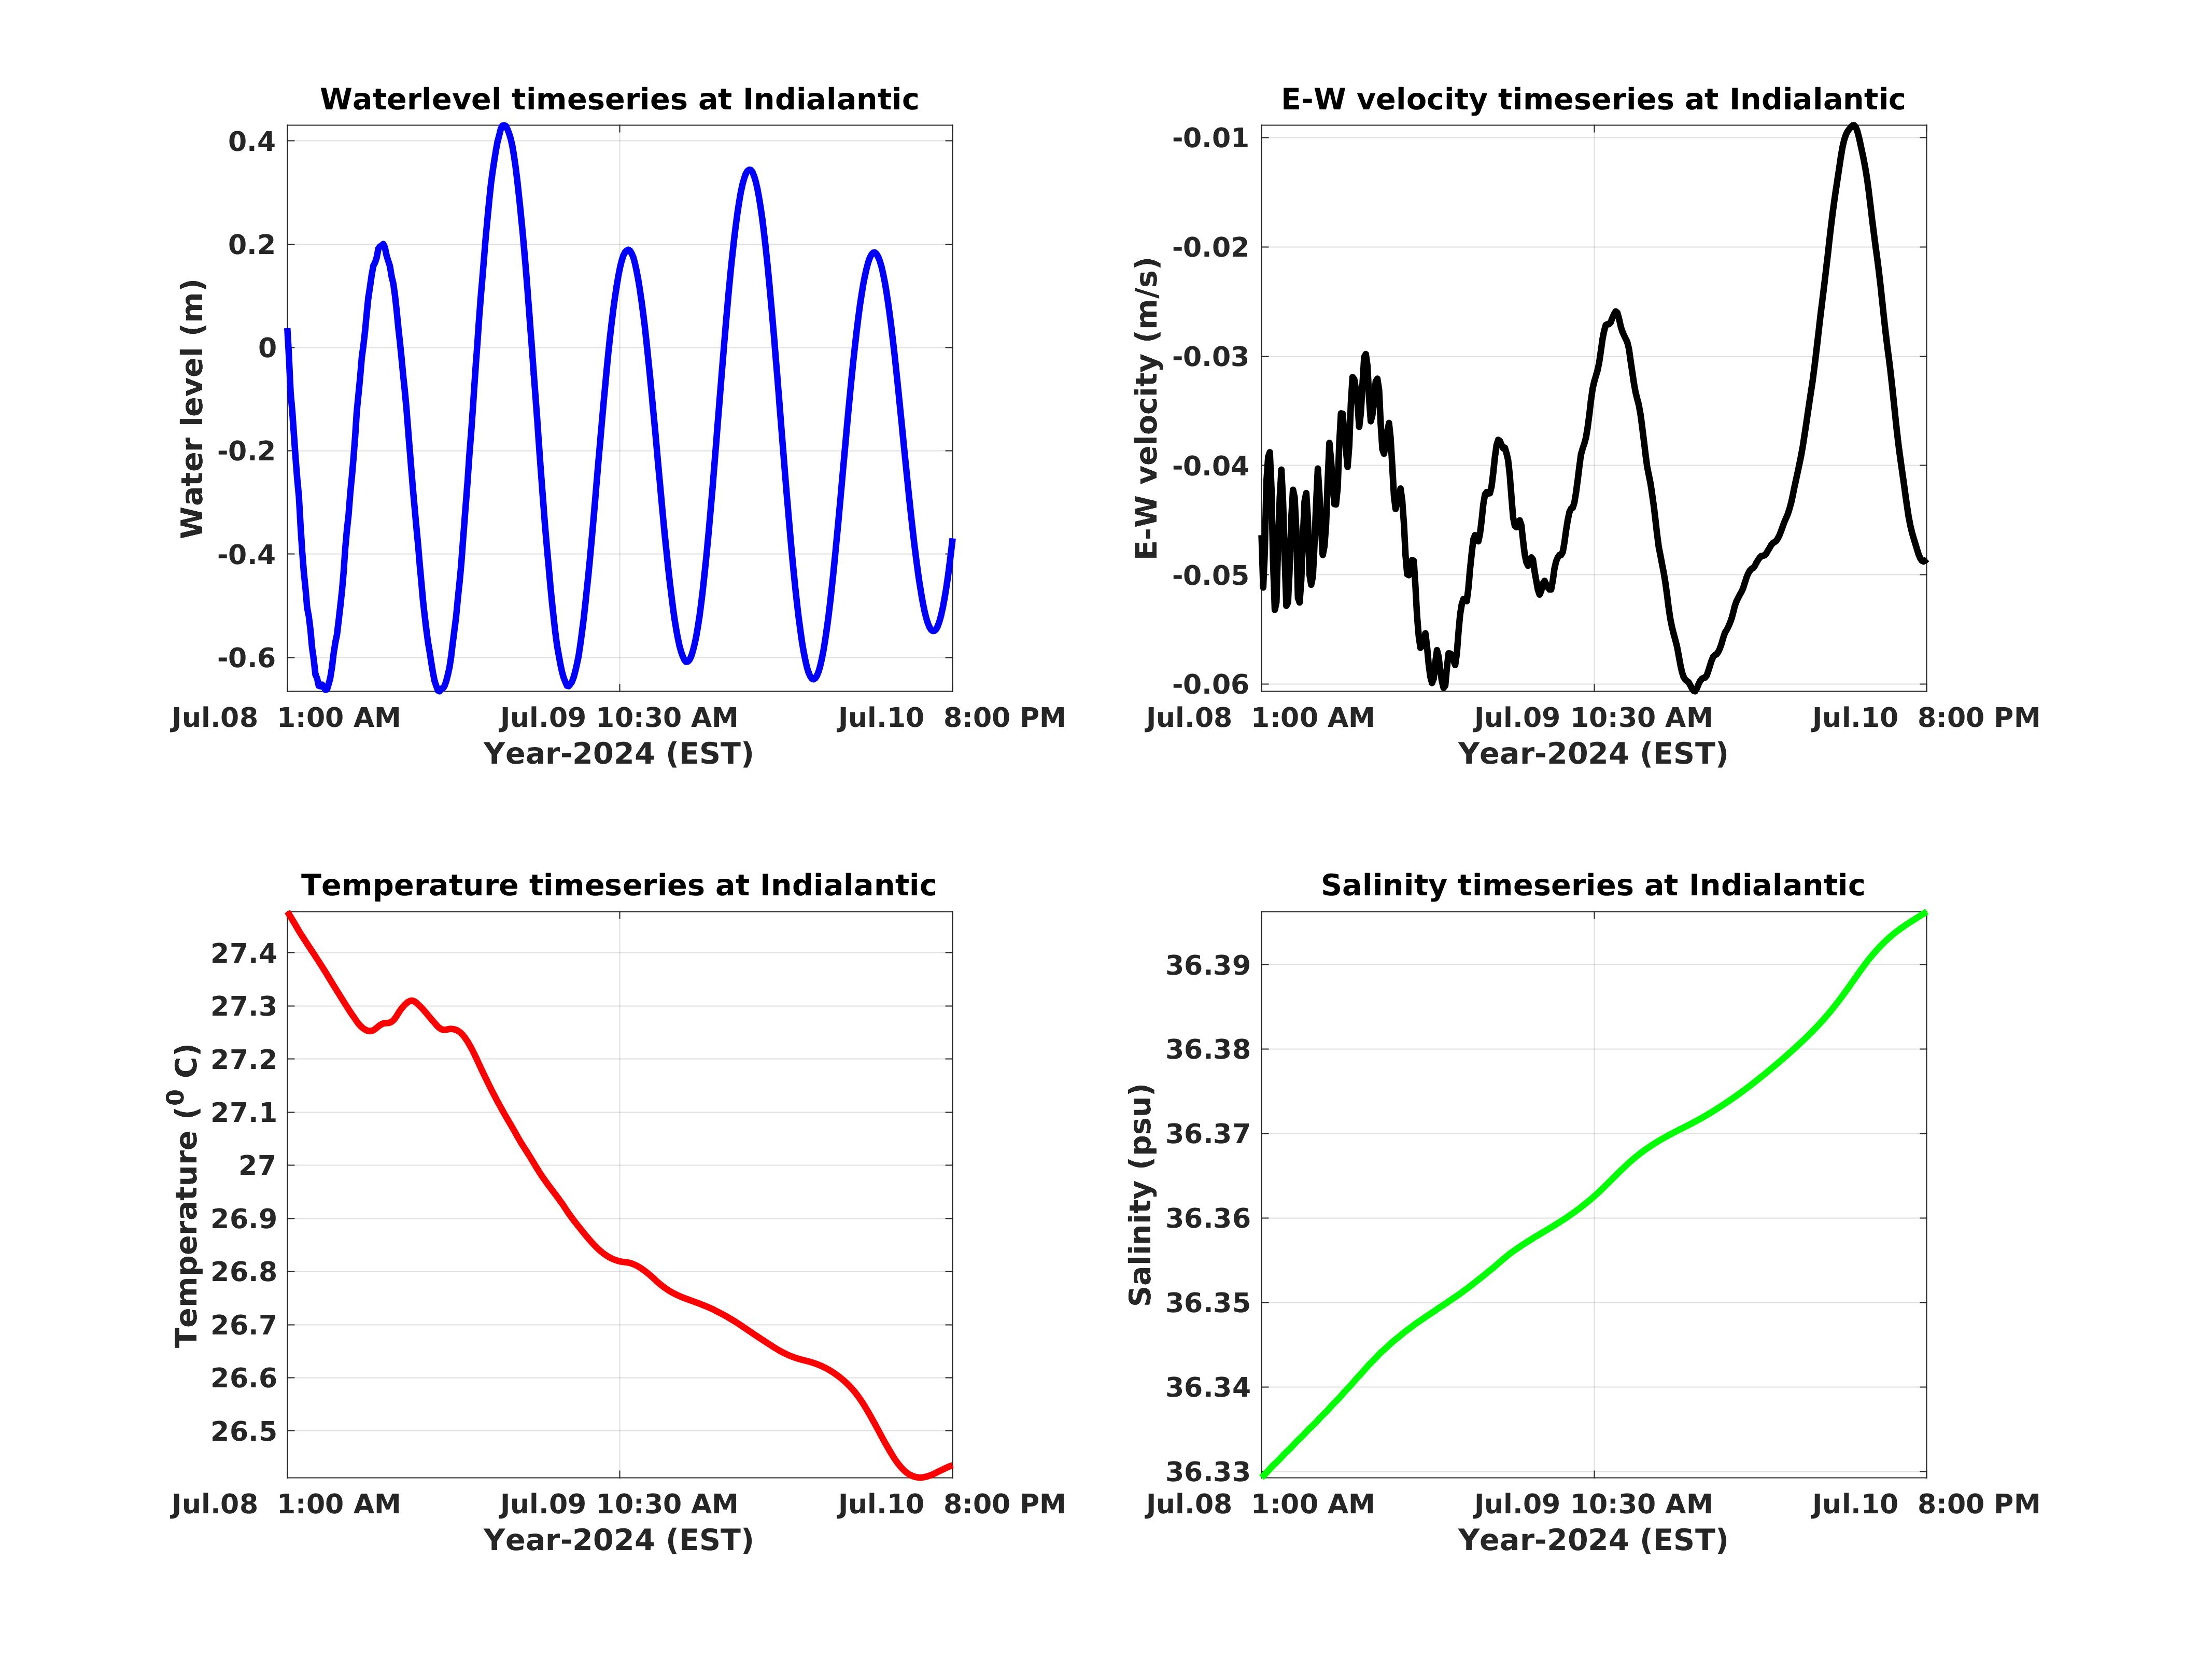 Waterlevel timeseries at Indialantic
0.4
0.2
0
-0.2
-0.4
-0.6
Water level (m)
Jul.08  1:00 AM
Jul.09 10:30 AM
Jul.10  8:00 PM
Year-2024 (EST)
E-W velocity timeseries at Indialantic
-0.01
-0.02
-0.03
-0.04
-0.05
-0.06
E-W velocity (m/s)
Jul.08  1:00 AM
Jul.09 10:30 AM
Jul.10  8:00 PM
Year-2024 (EST)
Temperature timeseries at Indialantic
27.4
27.3
27.2
27.1
27
26.9
26.8
26.7
26.6
26.5
Temperature (⁰ C)
Jul.08  1:00 AM
Jul.09 10:30 AM
Jul.10  8:00 PM
Year-2024 (EST)
Salinity timeseries at Indialantic
36.39
36.38
36.37
36.36
36.35
36.34
36.33
Salinity (psu)
Jul.08  1:00 AM
Jul.09 10:30 AM
Jul.10  8:00 PM
Year-2024 (EST)